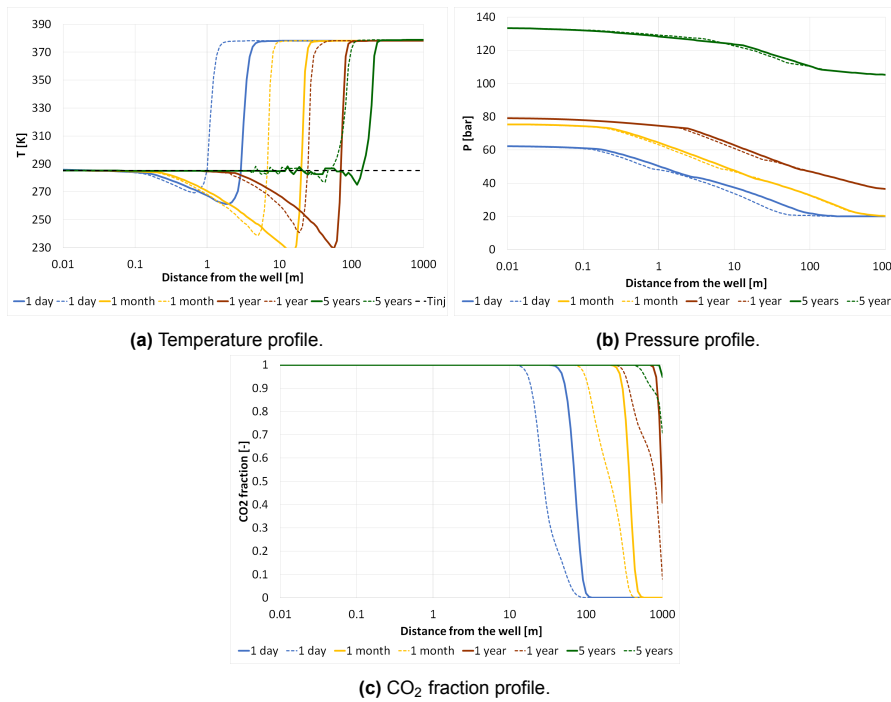 390
370
350
330
310
290
270
250
230
T [K]
0.01 0.1 1 10 100 1000
Distance from the well [m]
1 day 1 day 1 month 1 month 1 year 1 year 5 years 5 years Tinj
(a) Temperature profile.
140
120
100
80
60
40
20
0
P [bar]
0.01 0.1 1 10 100 1000
Distance from the well [m]
1 day 1 day 1 month 1 month 1 year 1 year 5 years 5 year
(b) Pressure profile.
1
0.9
0.8
0.7
0.6
0.5
0.4
0.3
0.2
0.1
0
CO2 fraction [-]
0.01 0.1 1 10 100 1000
Distance from the well [m]
1 day 1 day 1 month 1 month 1 year 1 year 5 years 5 years
(c) CO₂ fraction profile.